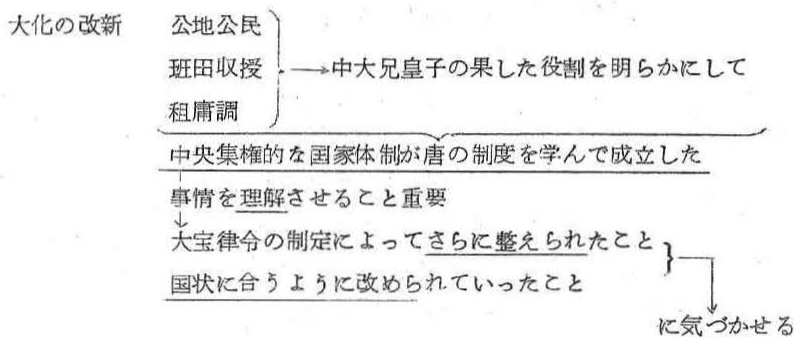 大化の改新　公地公民
班田収授　→中大兄皇子の果した役割を明らかにして
租庸調
中央集権的な国家体制が唐の制度を学んで成立した
事情を理解させること重要
↓
大宝律令の制定によってさらに整えられたこと
国状に合うように改められていったこと
に気づかせる